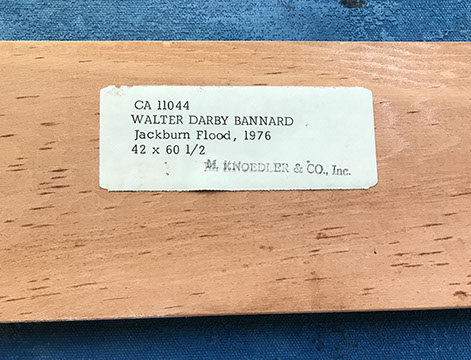 CA 11044
WALTER DARBY BANNARD
Jackburn Flood, 1976
42 x 60 1/2
M. KNOEDLER & CO., Inc.